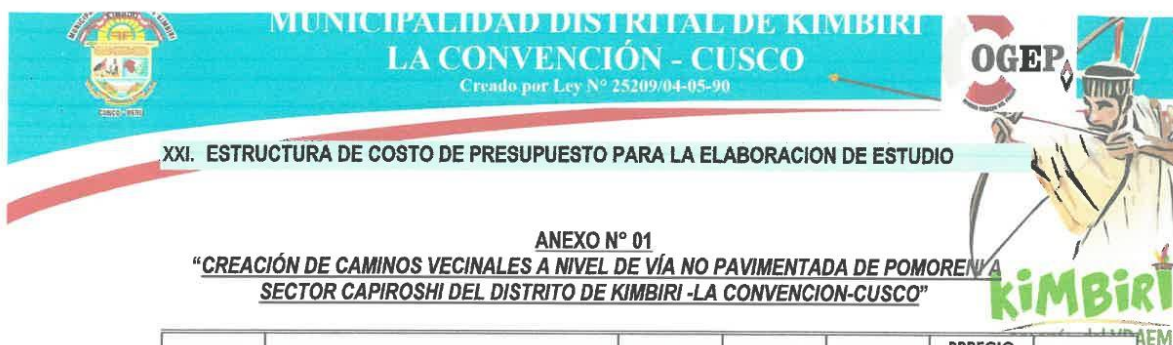 MUNICIPALIDAD DISTRITAL DE KIMBIRI
LA CONVENCIÓN - CUSCO
Creado por Ley N° 25209/04-05-90
OGEP
CUSCO - PERU
XXI. ESTRUCTURA DE COSTO DE PRESUPUESTO PARA LA ELABORACION DE ESTUDIO
ANEXO N° 01
“CREACIÓN DE CAMINOS VECINALES A NIVEL DE VÍA NO PAVIMENTADA DE POMORENI A
SECTOR CAPIROSHI DEL DISTRITO DE KIMBIRI -LA CONVENCION-CUSCO”
KiMBiRi